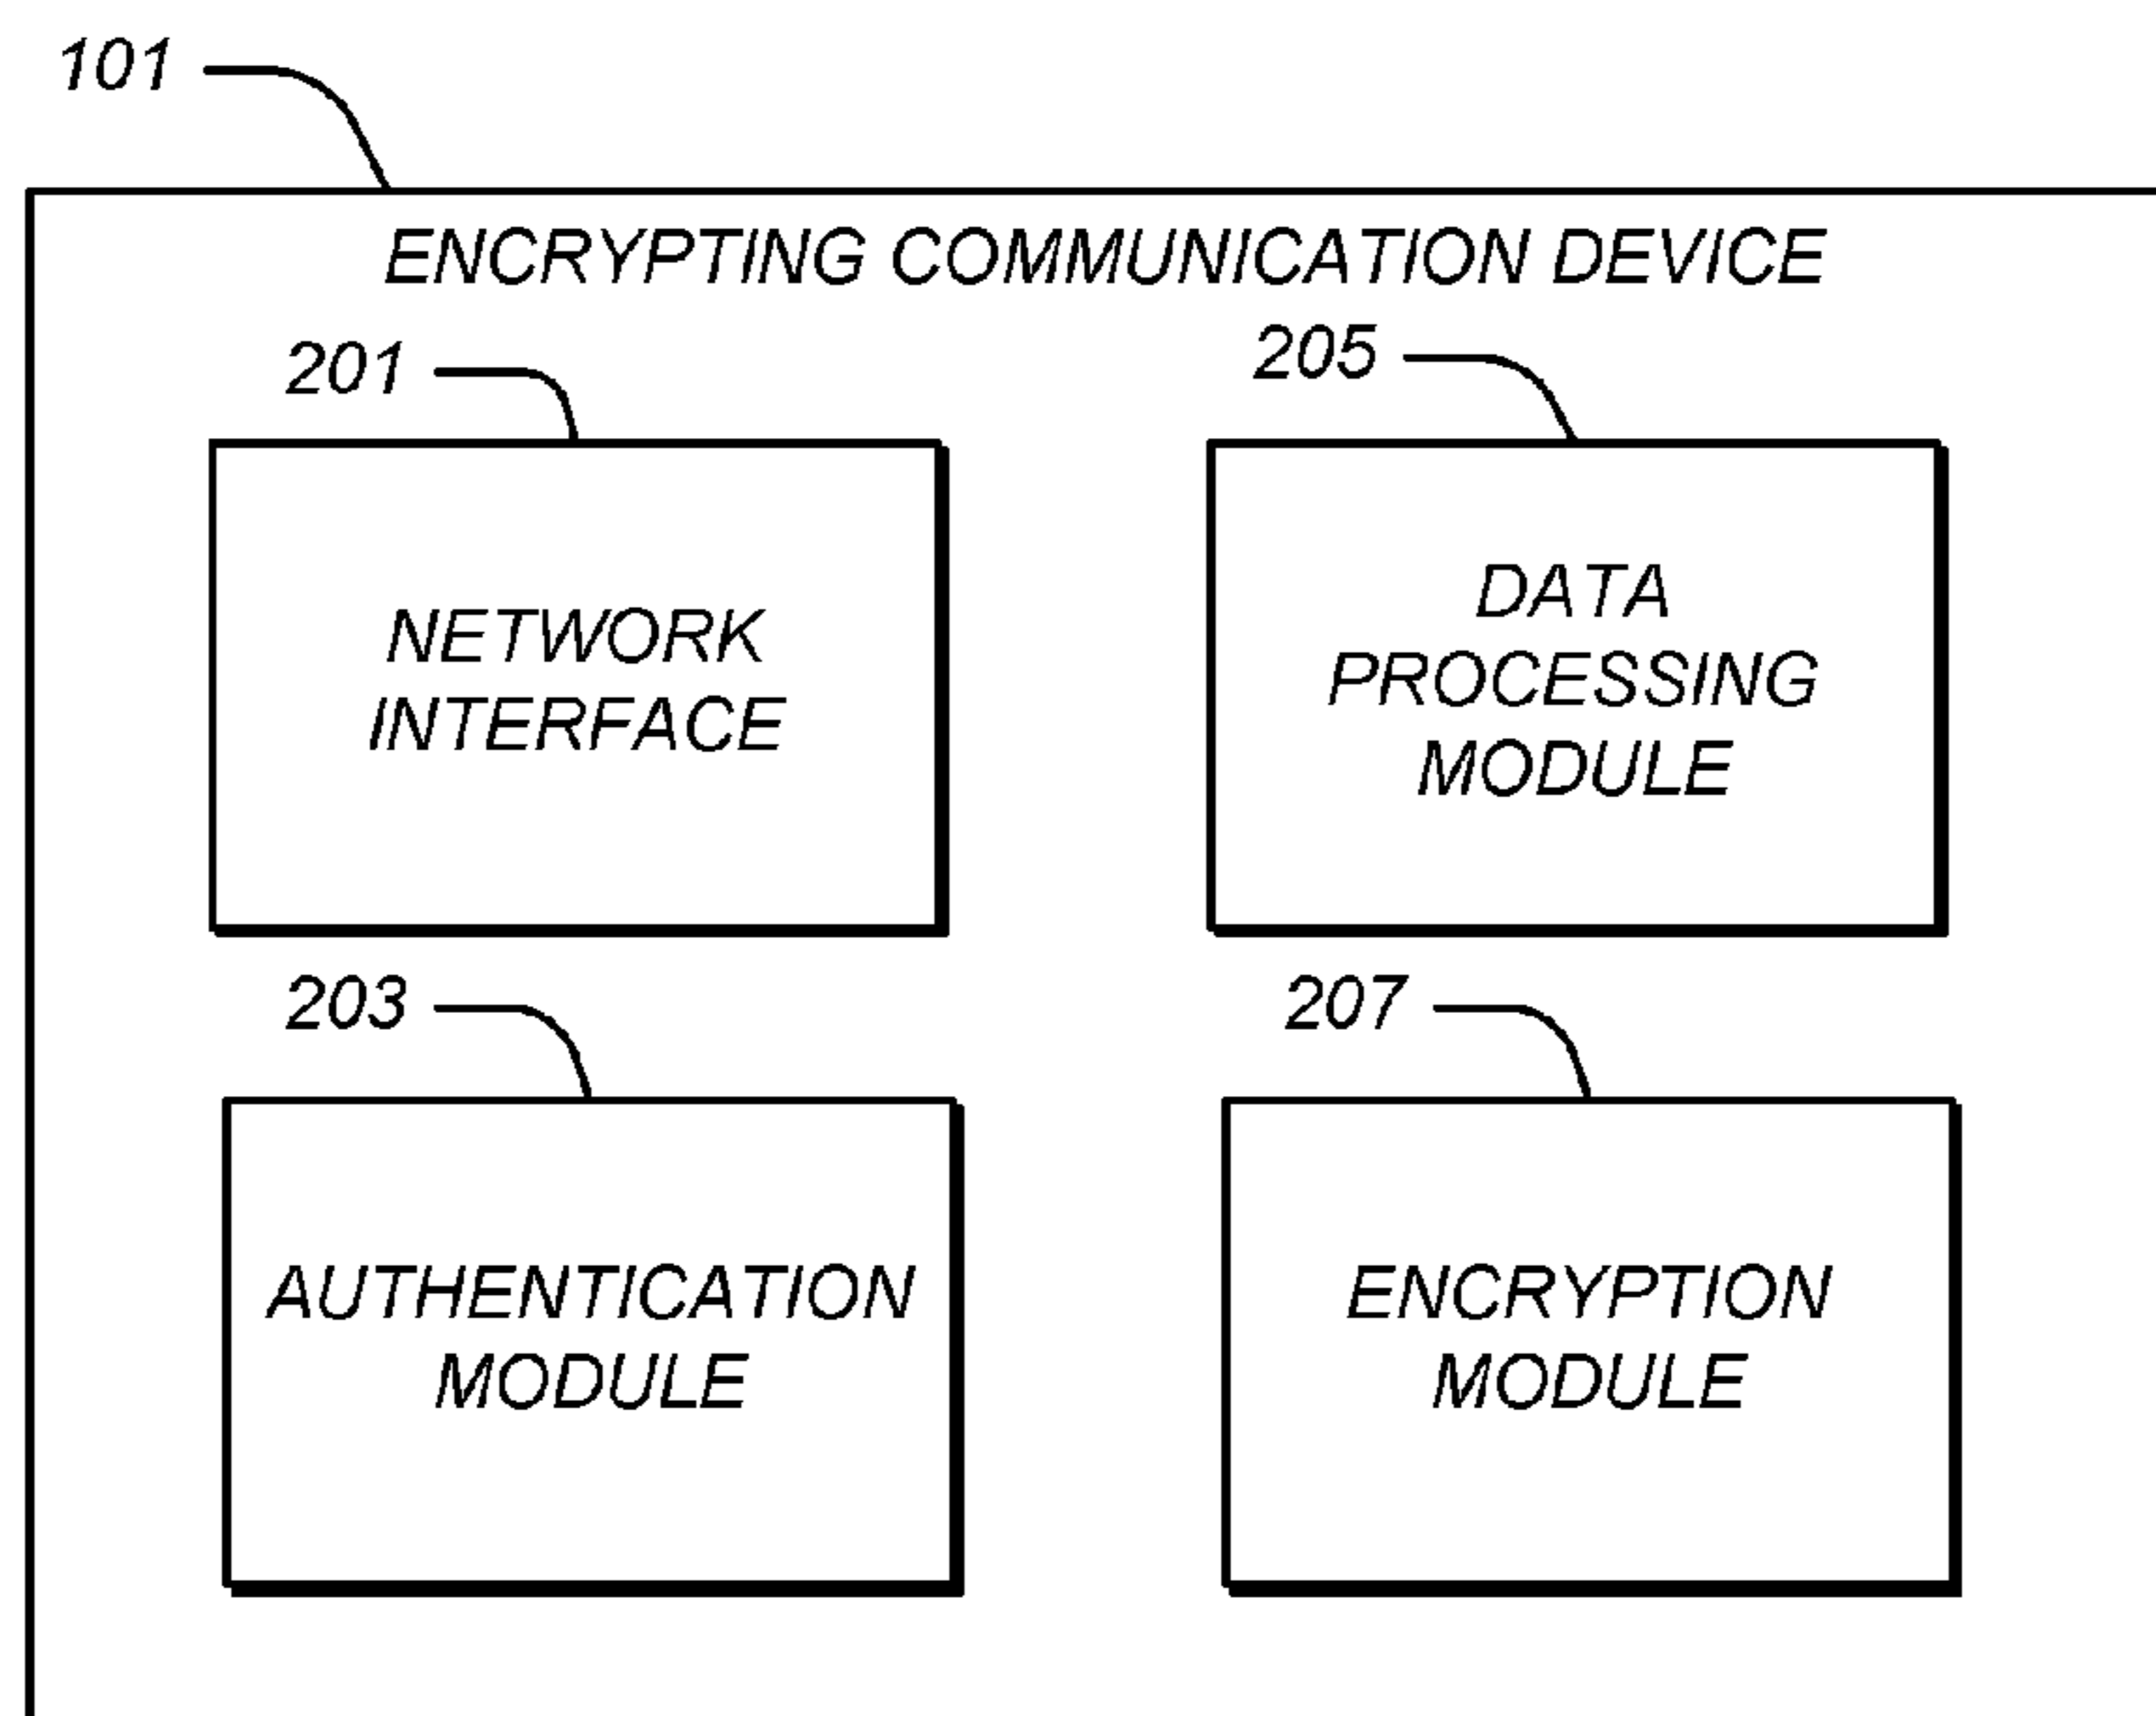 101
ENCRYPTING COMMUNICATION DEVICE
201
NETWORK
INTERFACE
205
DATA
PROCESSING
MODULE
203
AUTHENTICATION
MODULE
207
ENCRYPTION
MODULE